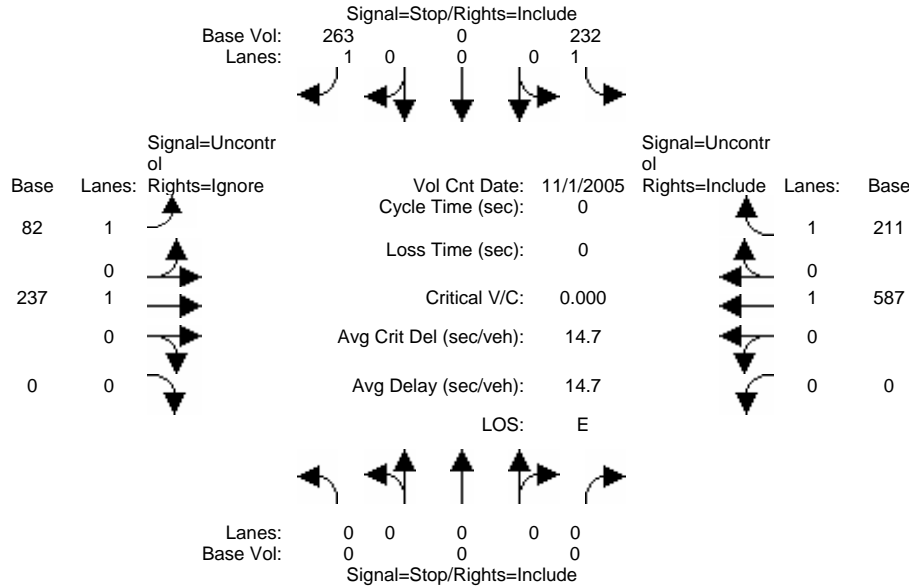 Signal=Stop/Rights=Include
Base Vol: 263 0 232
Lanes: 1 0 0 0 1
Signal=Uncontr
ol
Signal=Uncontr
ol
Base Lanes: Rights=Ignore Vol Cnt Date: 11/1/2005 Rights=Include Lanes: Base
Cycle Time (sec): 0
82 1 1 211
Loss Time (sec): 0
0 0
237 1 Critical V/C: 0.000 1 587
0 Avg Crit Del (sec/veh): 14.7 0
0 0 Avg Delay (sec/veh): 14.7 0 0
LOS: E
Lanes: 0 0 0 0 0
Base Vol: 0 0 0
Signal=Stop/Rights=Include